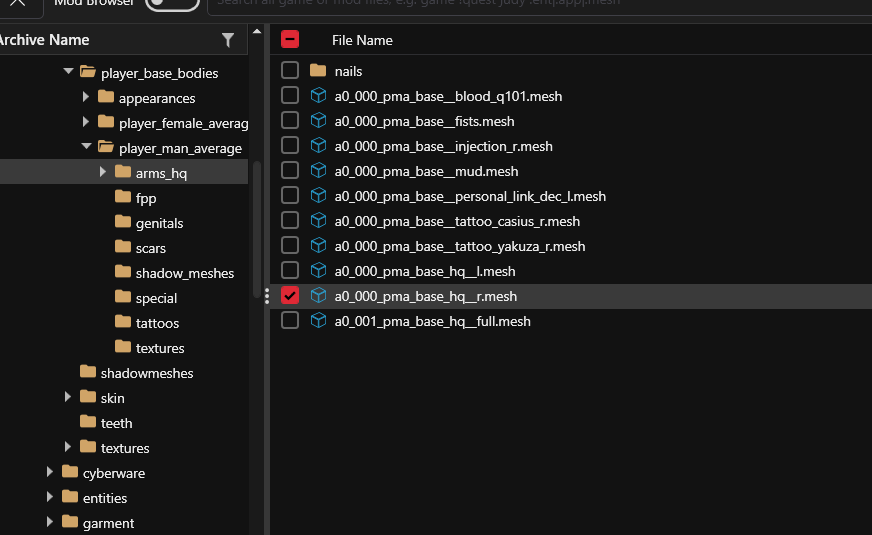 Mod Browser
Search all game or mod files, e.g. game !quest judy .ent|.app|.mesh
Archive Name
player_base_bodies
appearances
player_female_averag
player_man_average
arms_hq
fpp
genitals
scars
shadow_meshes
special
tattoos
textures
shadowmeshes
skin
teeth
textures
cyberware
entities
garment
File Name
nails
a0_000_pma_base__blood_q101.mesh
a0_000_pma_base__fists.mesh
a0_000_pma_base__injection_r.mesh
a0_000_pma_base__mud.mesh
a0_000_pma_base__personal_link_dec_l.mesh
a0_000_pma_base__tattoo_casius_r.mesh
a0_000_pma_base__tattoo_yakuza_r.mesh
a0_000_pma_base_hq__l.mesh
a0_000_pma_base_hq__r.mesh
a0_001_pma_base_hq__full.mesh